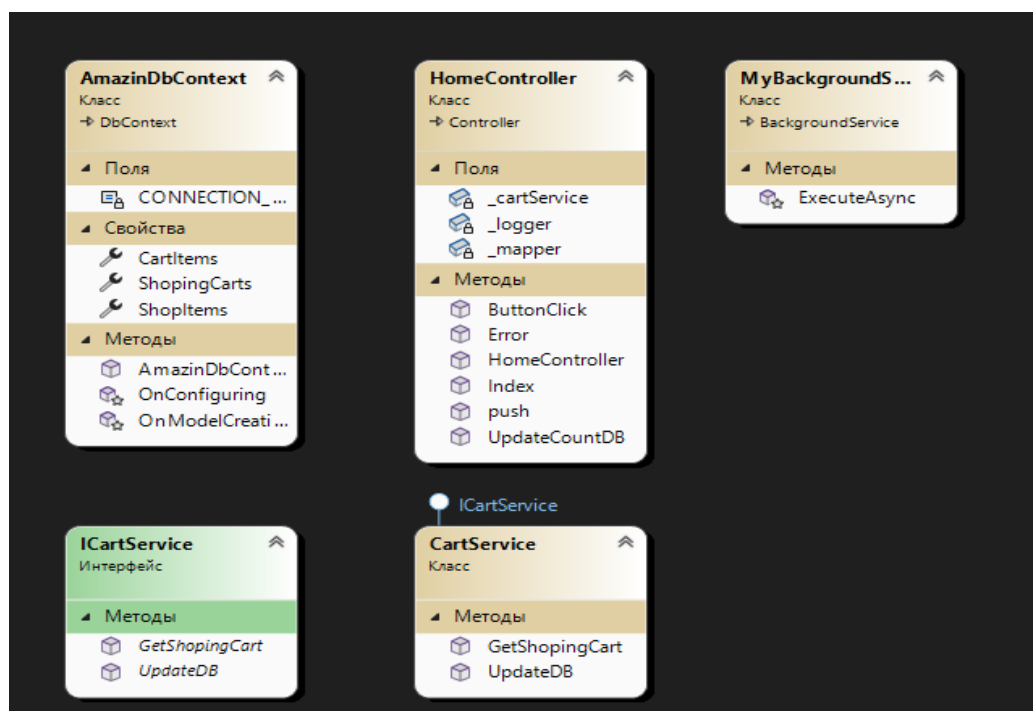 AmazinDbContext
Класс
DbContext
Поля
CONNECTION_...
Свойства
CartItems
ShopingCarts
ShopItems
Методы
AmazinDbCont...
OnConfiguring
OnModelCreati...
HomeController
Класс
Controller
Поля
_cartService
_logger
_mapper
Методы
ButtonClick
Error
HomeController
Index
push
UpdateCountDB
MyBackgroundS...
Класс
BackgroundService
Методы
ExecuteAsync
ICartService
Интерфейс
Методы
GetShopingCart
UpdateDB
ICartService
CartService
Класс
Методы
GetShopingCart
UpdateDB